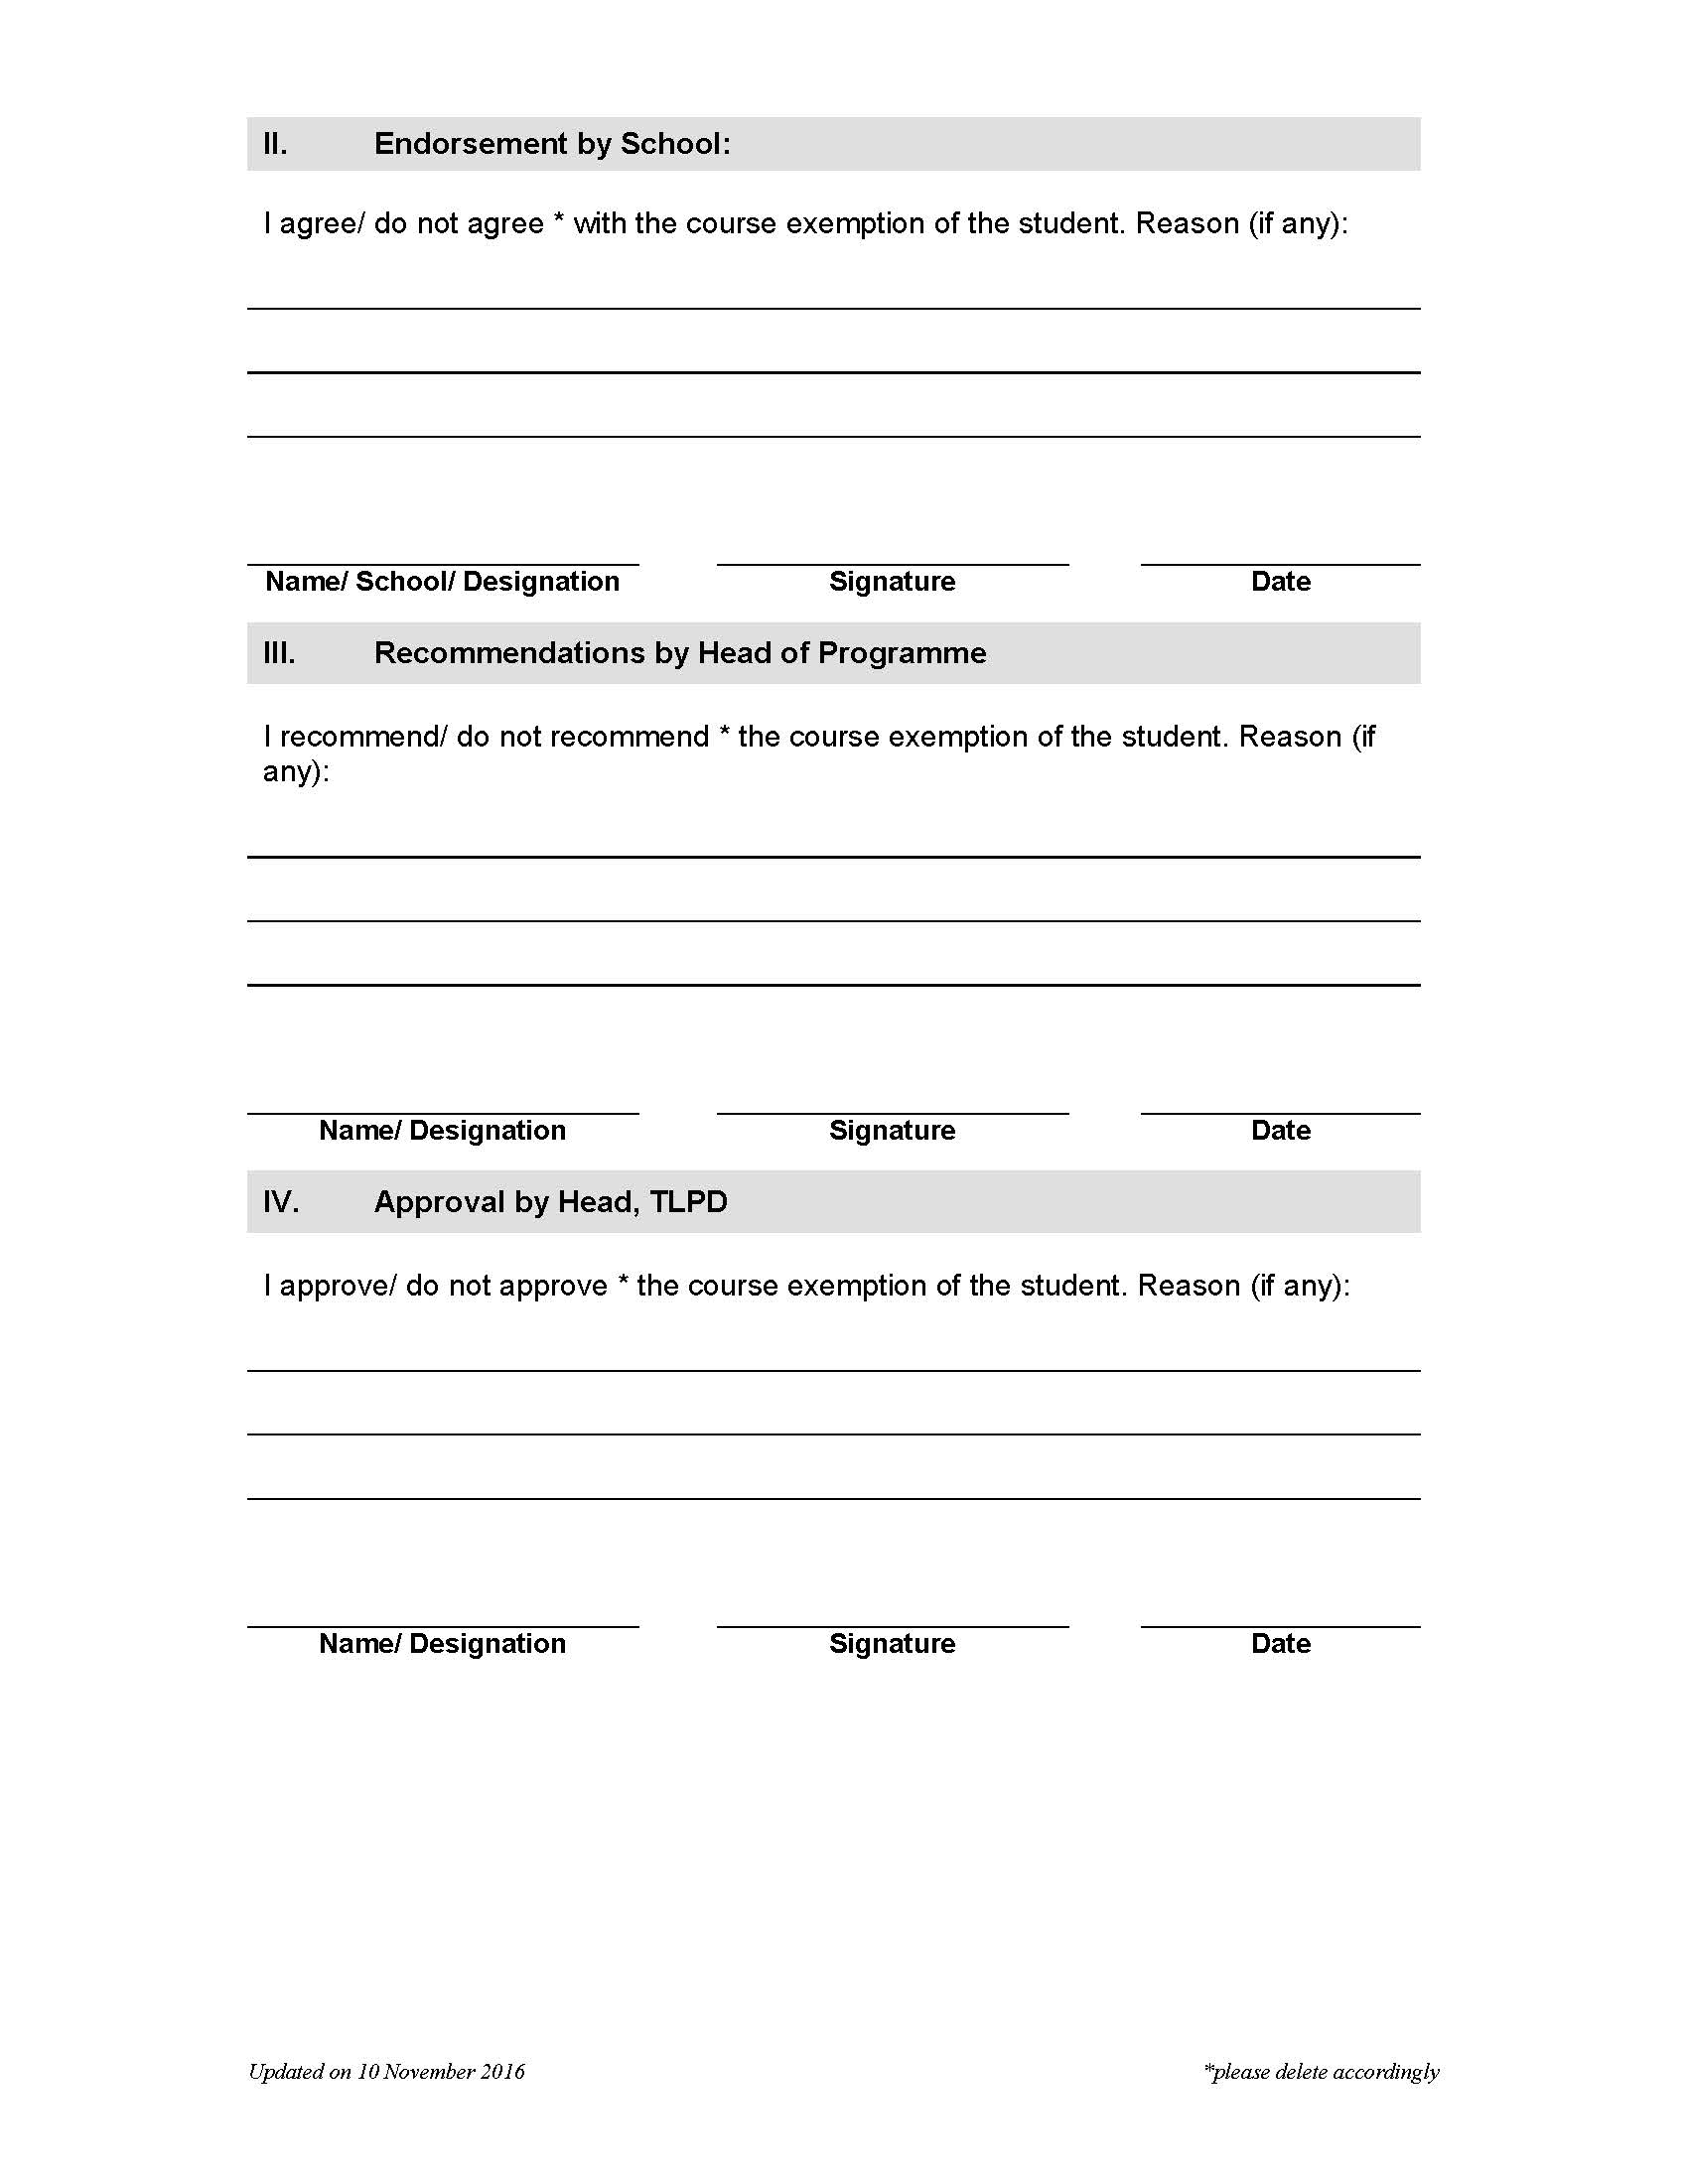 II. Endorsement by School:
I agree/ do not agree * with the course exemption of the student. Reason (if any):
Name/ School/ Designation Signature Date
III. Recommendations by Head of Programme
I recommend/ do not recommend * the course exemption of the student. Reason (if
any):
Name/ Designation Signature Date
IV. Approval by Head, TLPD
I approve/ do not approve * the course exemption of the student. Reason (if any):
Name/ Designation Signature Date
Updated on 10 November 2016 *please delete accordingly